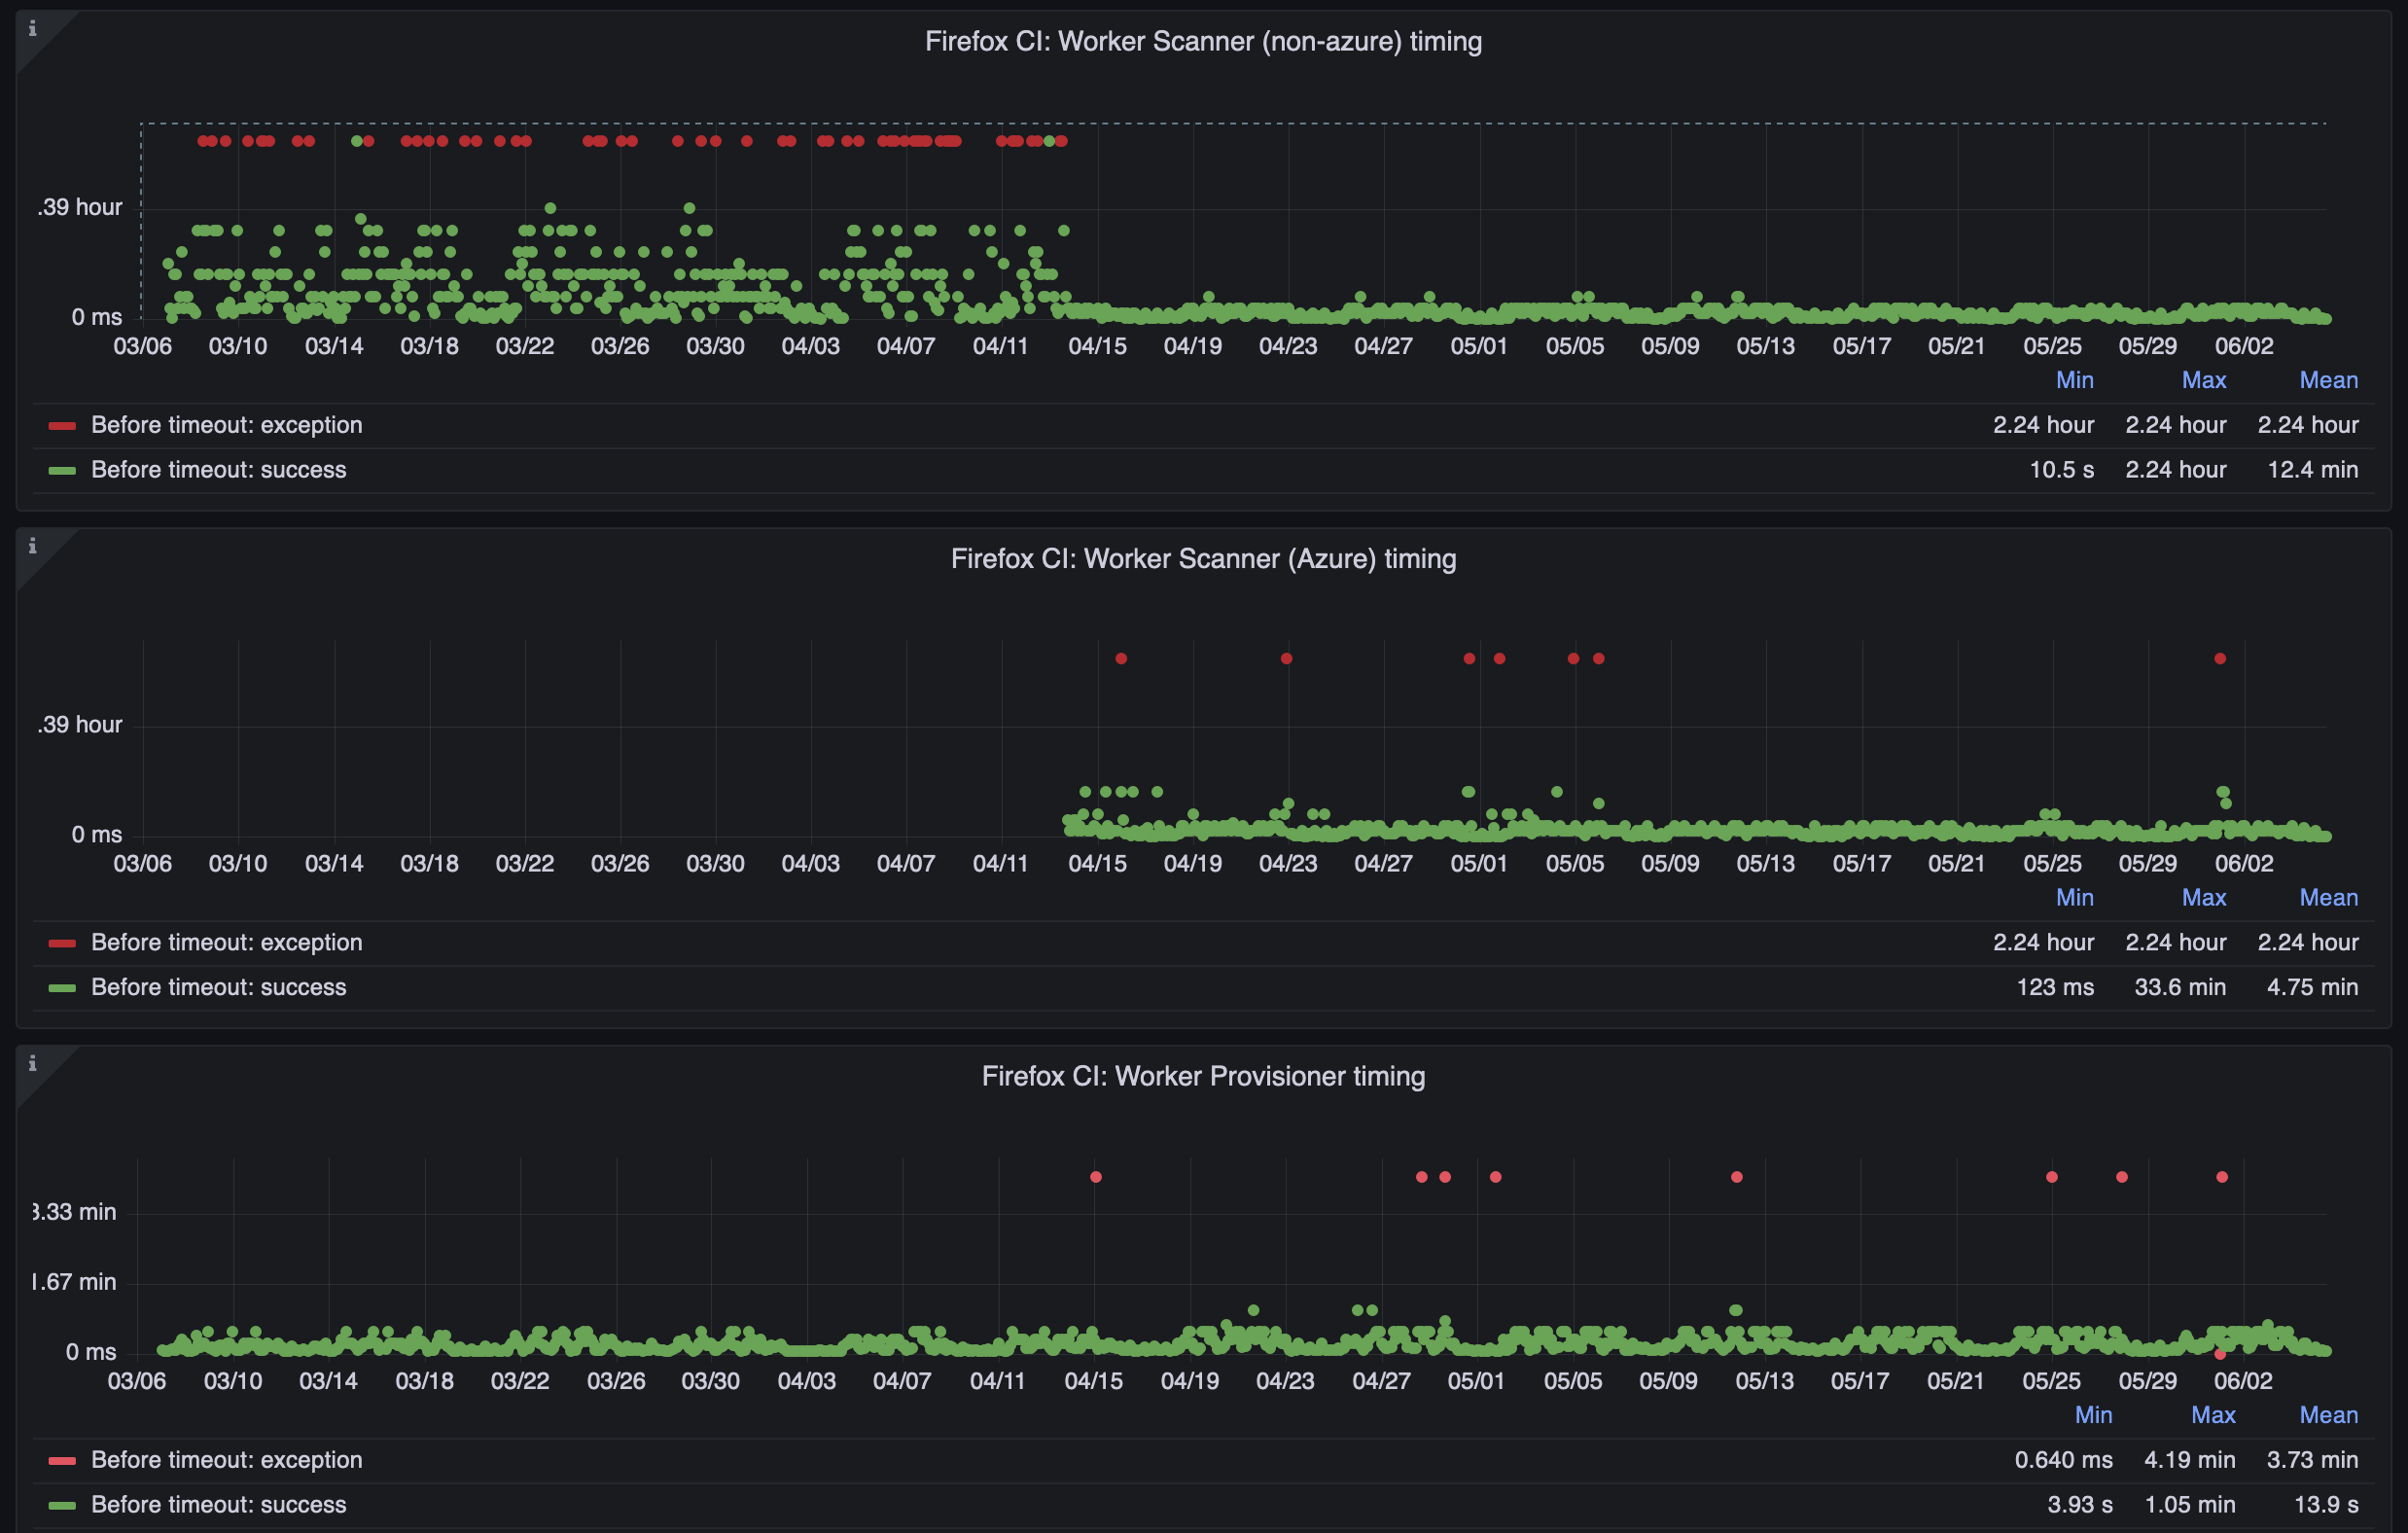 Firefox CI: Worker Scanner (non-azure) timing
.39 hour
0 ms
03/06 03/10 03/14 03/18 03/22 03/26 03/30 04/03 04/07 04/11 04/15 04/19 04/23 04/27 05/01 05/05 05/09 05/13 05/17 05/21 05/25 05/29 06/02
Min Max Mean
Before timeout: exception 2.24 hour 2.24 hour 2.24 hour
Before timeout: success 10.5 s 2.24 hour 12.4 min
Firefox CI: Worker Scanner (Azure) timing
.39 hour
0 ms
03/06 03/10 03/14 03/18 03/22 03/26 03/30 04/03 04/07 04/11 04/15 04/19 04/23 04/27 05/01 05/05 05/09 05/13 05/17 05/21 05/25 05/29 06/02
Min Max Mean
Before timeout: exception 2.24 hour 2.24 hour 2.24 hour
Before timeout: success 123 ms 33.6 min 4.75 min
Firefox CI: Worker Provisioner timing
3.33 min
1.67 min
0 ms
03/06 03/10 03/14 03/18 03/22 03/26 03/30 04/03 04/07 04/11 04/15 04/19 04/23 04/27 05/01 05/05 05/09 05/13 05/17 05/21 05/25 05/29 06/02
Min Max Mean
Before timeout: exception 0.640 ms 4.19 min 3.73 min
Before timeout: success 3.93 s 1.05 min 13.9 s